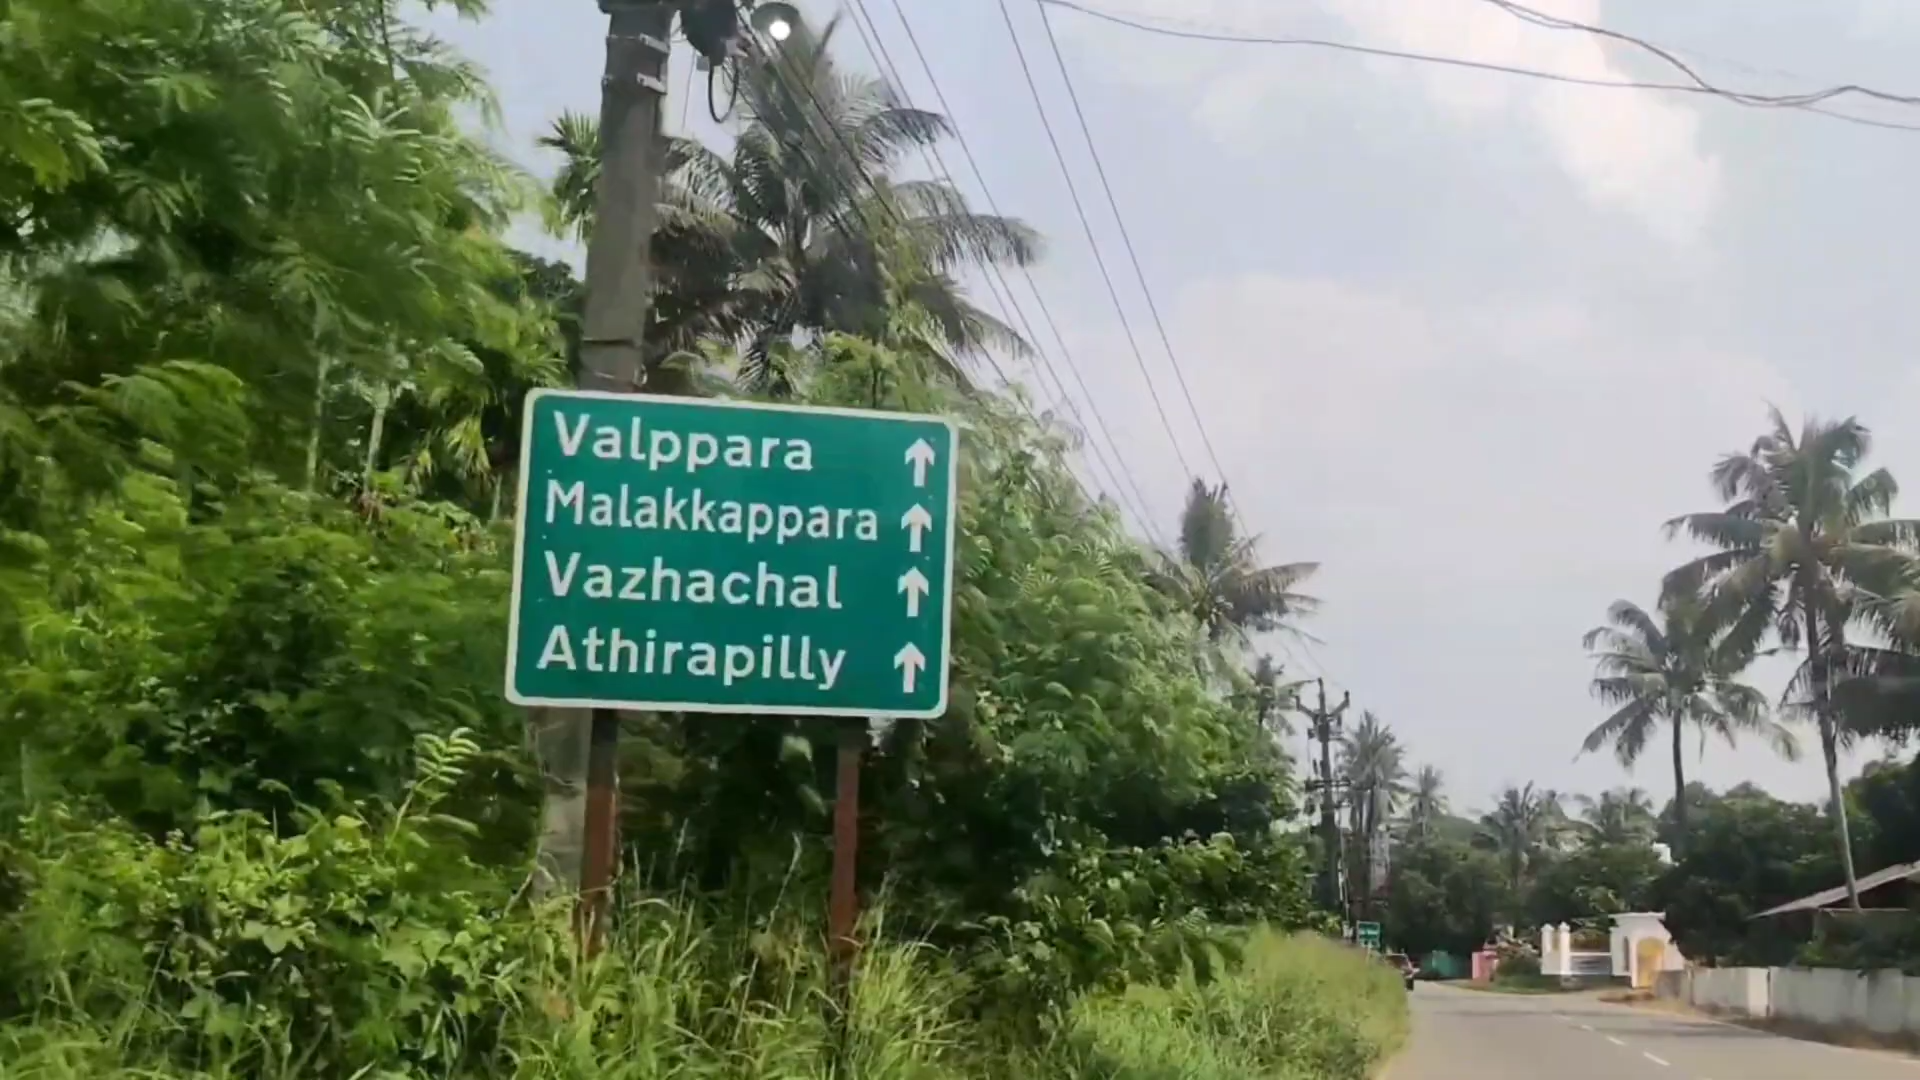 Valppara ↑
Malakkappara ↑
Vazhachal ↑
Athirapilly ↑